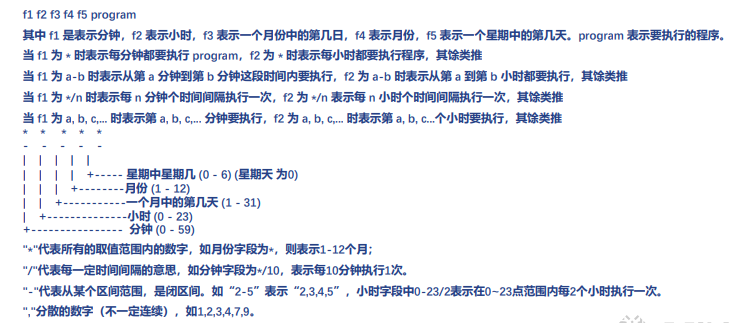 f1 f2 f3 f4 f5 program
其中 f1 是表示分钟，f2 表示小时，f3 表示一个月份中的第几日，f4 表示月份，f5 表示一个星期中的第几天。program 表示要执行的程序。
当 f1 为 * 时表示每分钟都要执行 program，f2 为 * 时表示每小时都要执行程序，其馀类推
当 f1 为 a-b 时表示从第 a 分钟到第 b 分钟这段时间内要执行，f2 为 a-b 时表示从第 a 到第 b 小时都要执行，其馀类推
当 f1 为 */n 时表示每 n 分钟个时间间隔执行一次，f2 为 */n 表示每 n 小时个时间间隔执行一次，其馀类推
当 f1 为 a, b, c,... 时表示第 a, b, c,... 分钟要执行，f2 为 a, b, c,... 时表示第 a, b, c...个小时要执行，其馀类推
* * * * *
- - - - -
| | | | |
| | | | +----- 星期中星期几 (0 - 6) (星期天 为0)
| | | +--------月份 (1 - 12)
| | +-----------一个月中的第几天 (1 - 31)
| +--------------小时 (0 - 23)
+---------------- 分钟 (0 - 59)
"*"代表所有的取值范围内的数字，如月份字段为*，则表示1-12个月；
"/"代表每一定时间间隔的意思，如分钟字段为*/10，表示每10分钟执行1次。
"-"代表从某个区间范围，是闭区间。如“2-5”表示“2,3,4,5”，小时字段中0-23/2表示在0~23点范围内每2个小时执行一次。
","分散的数字（不一定连续），如1,2,3,4,7,9。